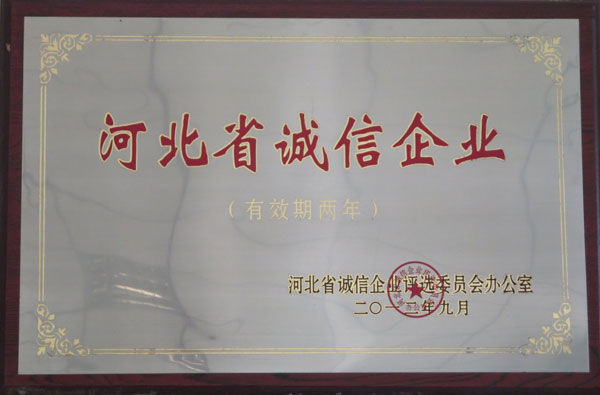 河北省诚信企业
（有效期两年）
河北省诚信企业评选委员会办公室
二〇一二年九月